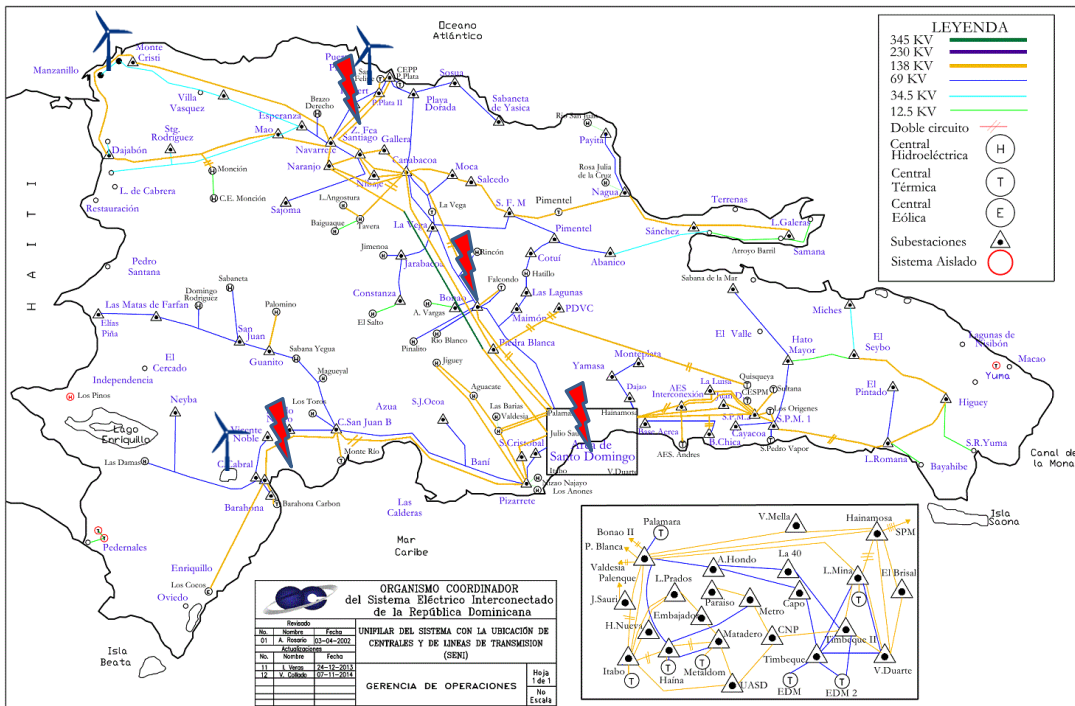 Oceano
Atlántico
LEYENDA
345 KV
230 KV
138 KV
69 KV
34.5 KV
12.5 KV
Doble circuito
Central
Hidroeléctrica
H
Central
Térmica
T
Central
Eólica
E
Subestaciones
Sistema Aislado
HAITI
Monte
Cristi
Manzanillo
Villa
Vasquez
Stg.
Rodríguez
Dajabón
L. de Cabrera
Restauración
Monción
C.E. Monción
Mao
Esperanza
Brazo
Derecho
Navarrete
CEPP
P.Plata
P.Plata II
Playa
Dorada
Sosua
Sabaneta
de Yasica
Z. Fca
Santiago
Gallera
Canabacoa
Naranjo
Nibaje
Sajoma
L.Angostura
Baiguaque
Tavera
Moca
Salcedo
La Vega
La Vega
S. F. M
Pimentel
Pimentel
Rio San Juan
Payita
Rosa Julia
de la Cruz
Nagua
Terrenas
Sánchez
L.Galeras
Arroyo Barril
Samana
Abanico
Cotuí
Hatillo
Rincón
Jimenoa
Jarabacoa
Constanza
El Salto
Bonao
A. Vargas
Falcondo
Las Lagunas
Maimón
PDVC
Piedra Blanca
Pinalito
Rio Blanco
Jiguey
Aguacate
Las Barias
Valdesia
Pedro
Santana
Sabaneta
Domingo
Rodriguez
Palomino
Las Matas de Farfan
Elías
Piña
San
Juan
Guanito
Sabana Yegua
Magueyal
Los Toros
El
Cercado
Independencia
Los Pinos
Neyba
Lago
Enriquillo
Vicente
Noble
C.San Juan B
Azua
S.J.Ocoa
Monte Río
Baní
S.Cristobal
Pizarrete
Las Damas
C.Cabral
Barahona
Barahona Carbon
Las
Calderas
Mar
Caribe
Pedernales
Enriquillo
Los Cocos
Oviedo
Isla
Beata
Sabana de la Mar
El Valle
Hato
Mayor
Miches
El
Seybo
Lagunas de
Nisibón
Macao
Yuma
El
Pintado
Higuey
S.R.Yuma
Bayahibe
L.Romana
Canal de
la Mona
Isla
Saona
Monteplata
Yamasa
Dajao
La Luisa
AES
Interconexión
Juan D.
Quisqueya
CESPM
Sultana
Los Origenes
S.P.M. 1
Cayacoa
S.Pedro Vapor
B.Chica
Base Aerea
AES. Andres
Palamara
Hainamosa
Area de
Santo Domingo
Itabo
V.Duarte
Nizao Najayo
Los Anones
V.Mella
Hainamosa
SPM
Palamara
Bonao II
P. Blanca
Valdesia
Palenque
A.Hondo
La 40
L.Mina
El Brisal
J.Sauri
L.Prados
Paraiso
Capo
Embajador
Metro
H.Nueva
Matadero
CNP
Timbeque II
Timbeque
Itabo
Haina
Metaldom
UASD
EDM
EDM 2
V.Duarte
ORGANISMO COORDINADOR
del Sistema Eléctrico Interconectado
de la República Dominicana
Revisado
No. Nombre Fecha
01 A. Rosario 03-04-2002
Actualizaciones
No. Nombre Fecha
11 I. Veras 24-12-2013
12 V. Collado 07-11-2014
UNIFILAR DEL SISTEMA CON LA UBICACIÓN DE
CENTRALES Y DE LINEAS DE TRANSMISION
(SENI)
GERENCIA DE OPERACIONES
Hoja
1 de 1
No
Escala